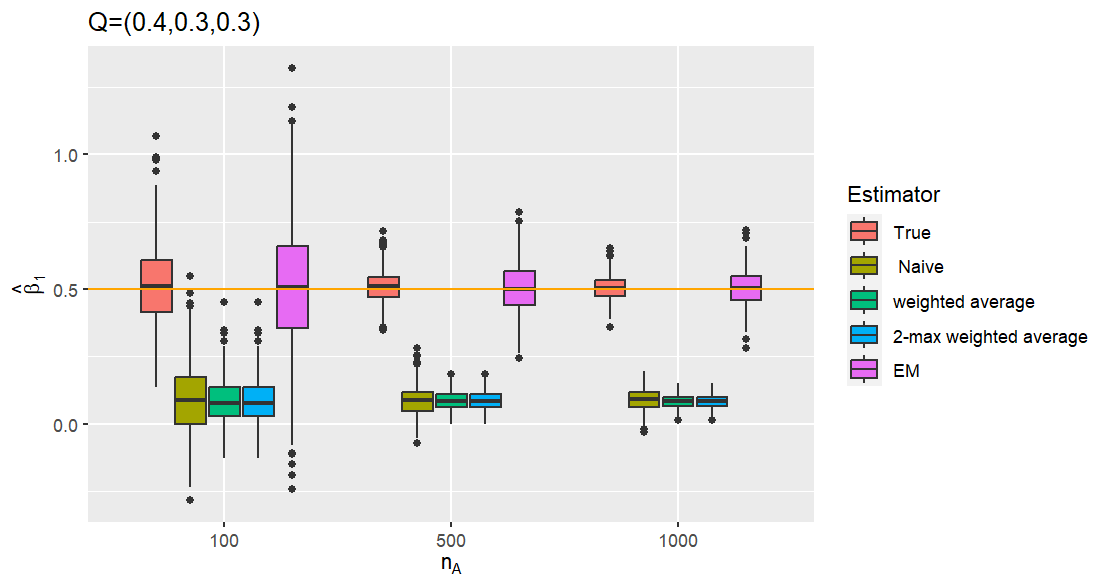 Q=(0.4,0.3,0.3)
1.0
0.5
0.0
β̂₁
100 500 1000
n_A
Estimator
True
Naive
weighted average
2-max weighted average
EM